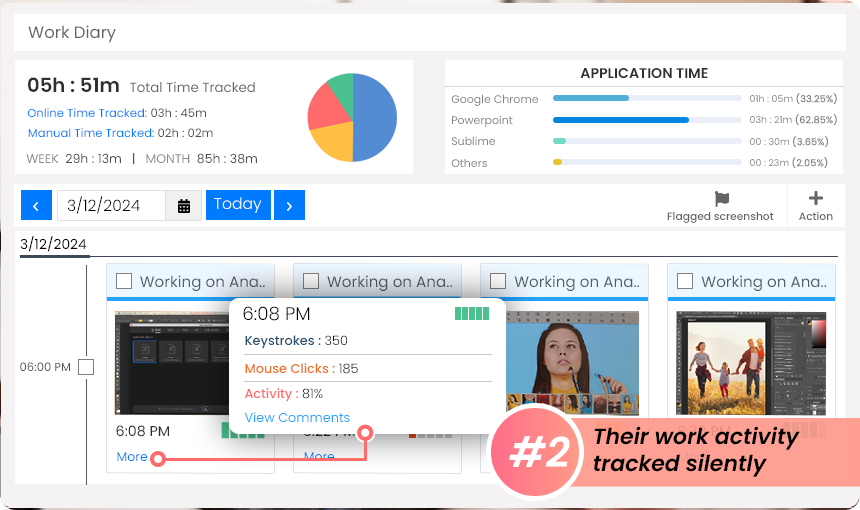 Work Diary
05h : 51m Total Time Tracked
Online Time Tracked: 03h : 45m
Manual Time Tracked: 02h : 02m
WEEK 29h : 13m | MONTH 85h : 38m
APPLICATION TIME
Google Chrome 01h : 05m (33.25%)
Powerpoint 03h : 21m (62.85%)
Sublime 00 : 30m (3.65%)
Others 00 : 23m (2.05%)
‹ 3/12/2024 Today ›
Flagged screenshot
Action
3/12/2024
Working on Ana.. Working on Ana.. Working on Ana.. Working on Ana..
6:08 PM
Keystrokes : 350
Mouse Clicks : 185
Activity : 81%
View Comments
06:00 PM
6:08 PM
More
More
#2 Their work activity
tracked silently